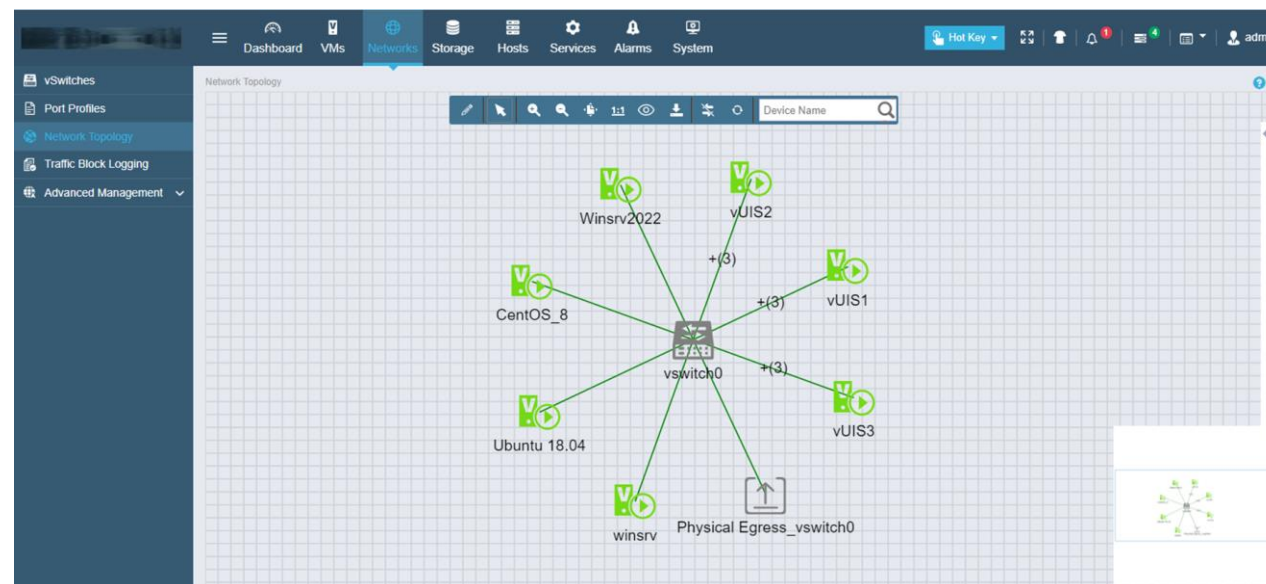 Dashboard VMs Networks Storage Hosts Services Alarms System Hot Key 1 4 adm
vSwitches
Port Profiles
Network Topology
Traffic Block Logging
Advanced Management
Network Topology
1:1 Device Name
Winsrv2022
vUIS2
+(3)
CentOS_8
+(3)
vUIS1
vswitch0
+(3)
Ubuntu 18.04
vUIS3
winsrv
Physical Egress_vswitch0